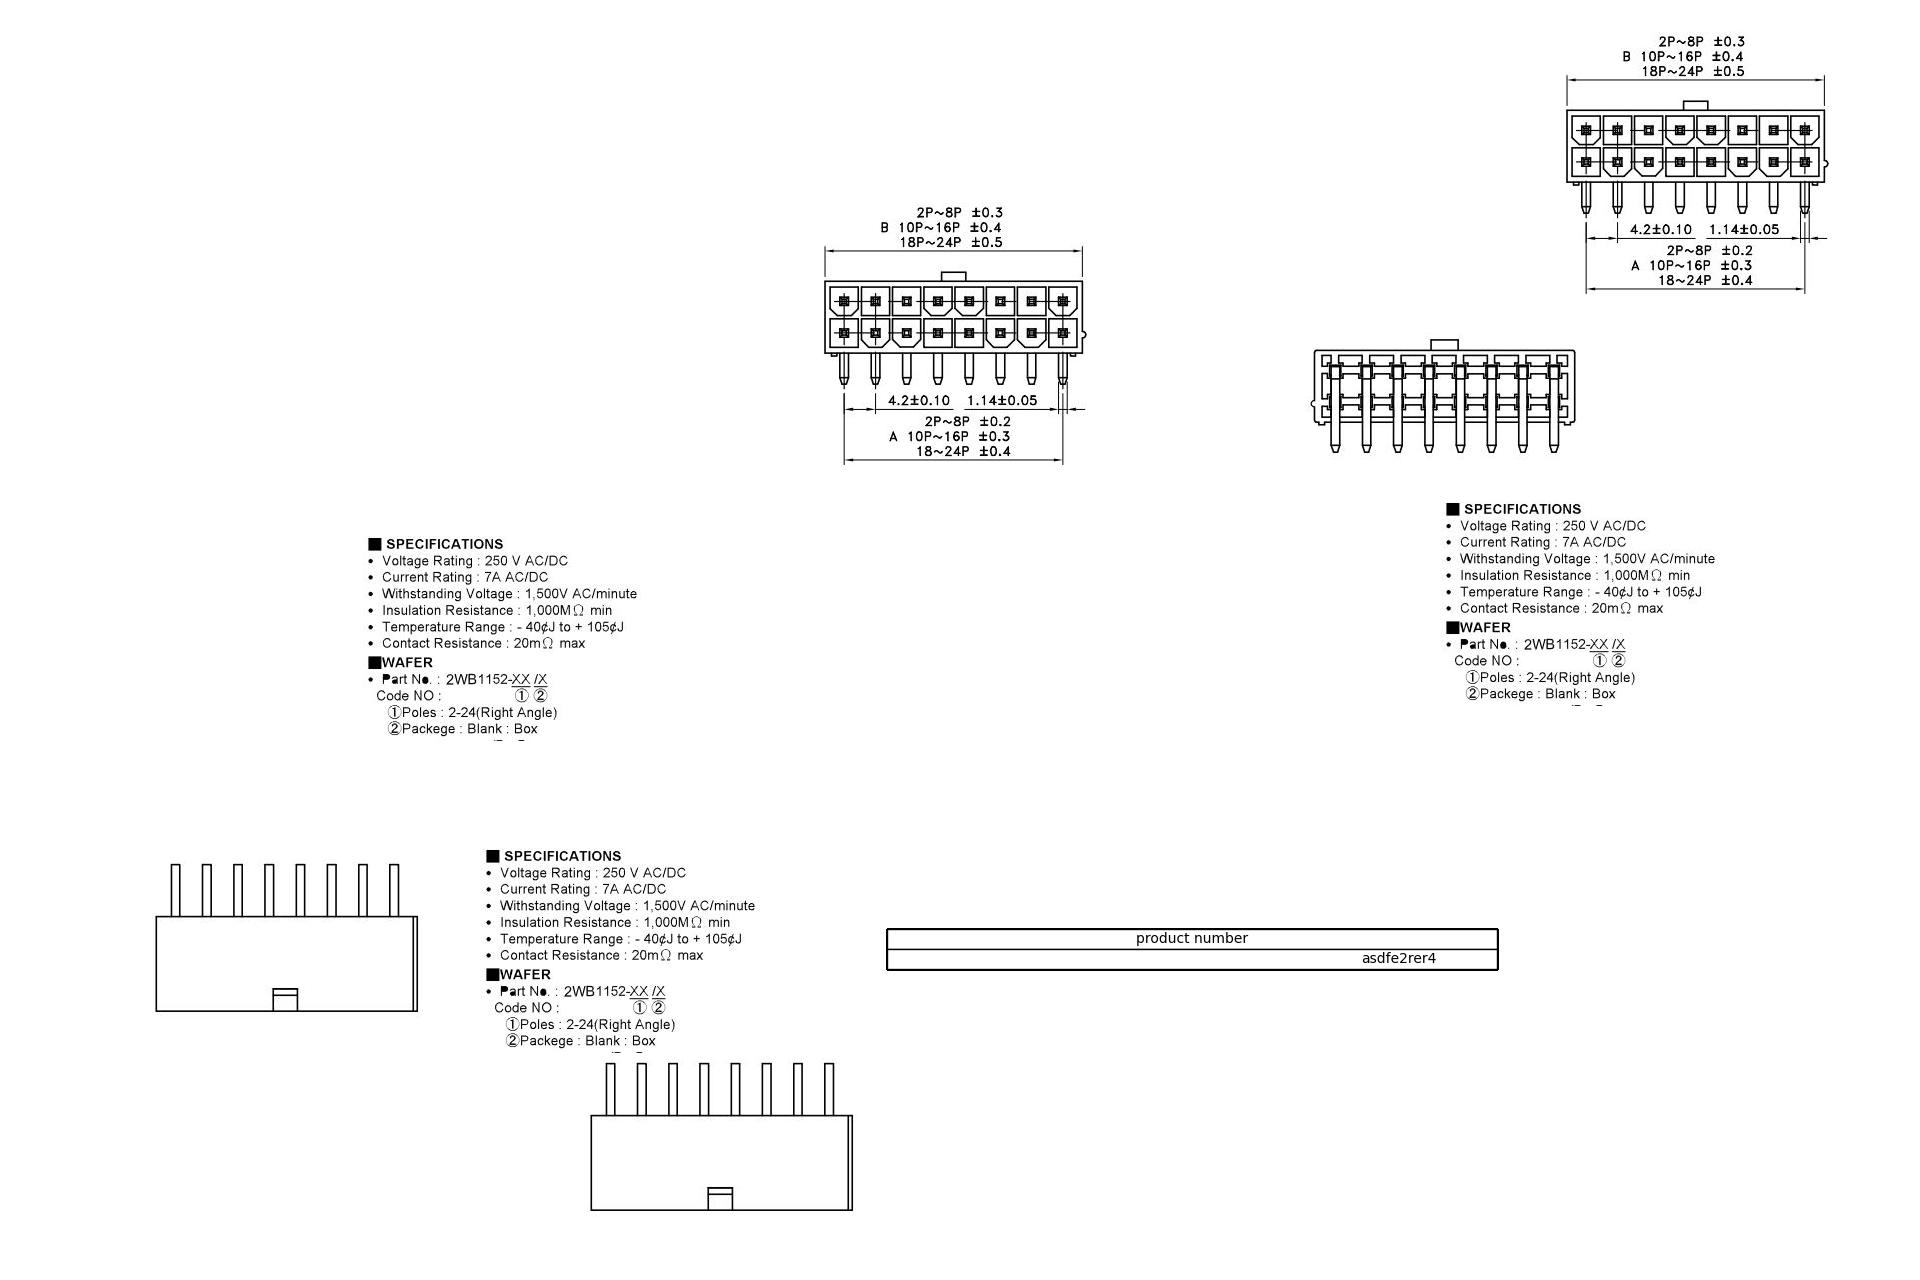 2P~8P ±0.3
B 10P~16P ±0.4
18P~24P ±0.5
4.2±0.10 1.14±0.05
2P~8P ±0.2
A 10P~16P ±0.3
18~24P ±0.4
2P~8P ±0.3
B 10P~16P ±0.4
18P~24P ±0.5
4.2±0.10 1.14±0.05
2P~8P ±0.2
A 10P~16P ±0.3
18~24P ±0.4
■ SPECIFICATIONS
• Voltage Rating : 250 V AC/DC
• Current Rating : 7A AC/DC
• Withstanding Voltage : 1,500V AC/minute
• Insulation Resistance : 1,000MΩ min
• Temperature Range : - 40¢J to + 105¢J
• Contact Resistance : 20mΩ max
■WAFER
• Part No. : 2WB1152-XX /X
Code NO : ① ②
①Poles : 2-24(Right Angle)
②Packege : Blank : Box
■ SPECIFICATIONS
• Voltage Rating : 250 V AC/DC
• Current Rating : 7A AC/DC
• Withstanding Voltage : 1,500V AC/minute
• Insulation Resistance : 1,000MΩ min
• Temperature Range : - 40¢J to + 105¢J
• Contact Resistance : 20mΩ max
■WAFER
• Part No. : 2WB1152-XX /X
Code NO : ① ②
①Poles : 2-24(Right Angle)
②Packege : Blank : Box
■ SPECIFICATIONS
• Voltage Rating : 250 V AC/DC
• Current Rating : 7A AC/DC
• Withstanding Voltage : 1,500V AC/minute
• Insulation Resistance : 1,000MΩ min
• Temperature Range : - 40¢J to + 105¢J
• Contact Resistance : 20mΩ max
■WAFER
• Part No. : 2WB1152-XX /X
Code NO : ① ②
①Poles : 2-24(Right Angle)
②Packege : Blank : Box
product number
asdfe2rer4